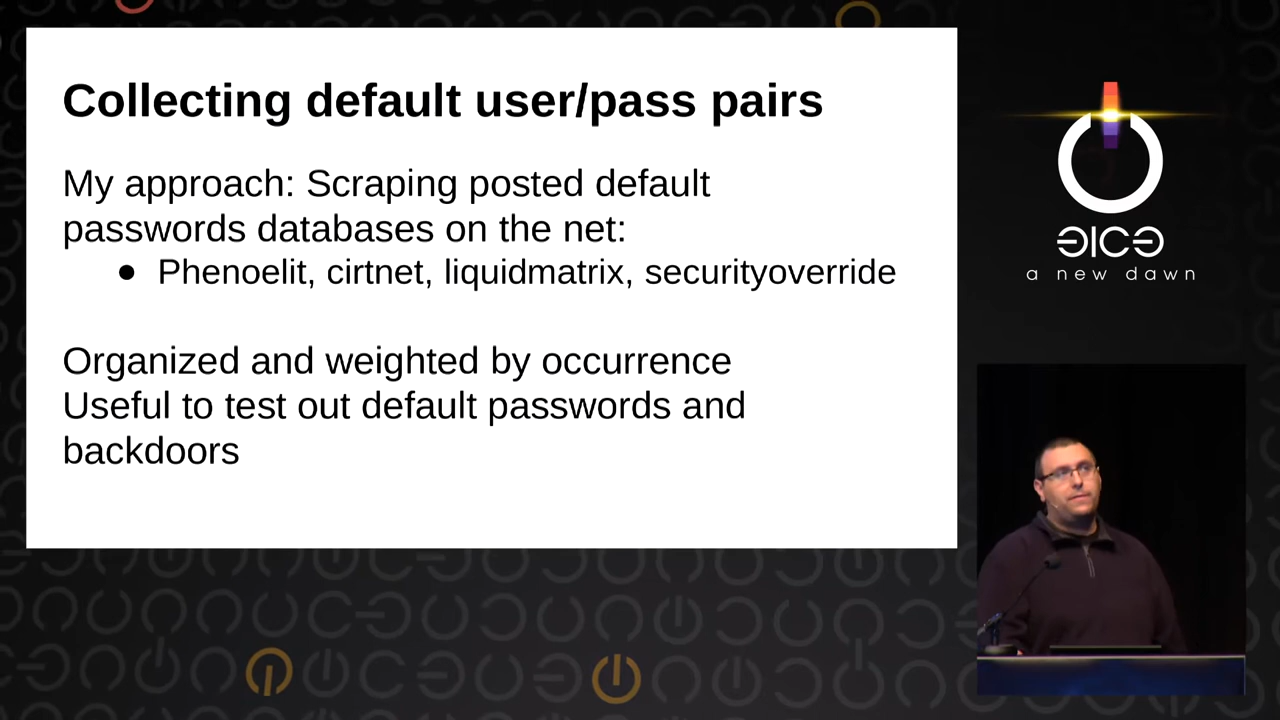 Collecting default user/pass pairs
My approach: Scraping posted default
passwords databases on the net:
● Phenoelit, cirtnet, liquidmatrix, securityoverride
Organized and weighted by occurrence
Useful to test out default passwords and
backdoors
a new dawn